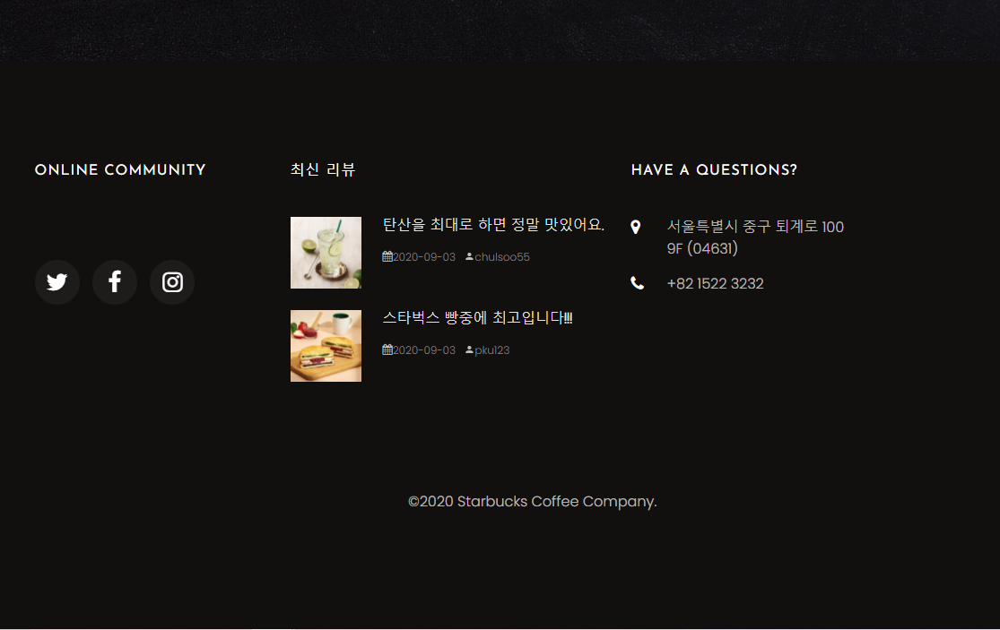 ONLINE COMMUNITY
최신 리뷰
탄산을 최대로 하면 정말 맛있어요.
2020-09-03 chulsoo55
스타벅스 빵중에 최고입니다!!!
2020-09-03 pku123
HAVE A QUESTIONS?
서울특별시 중구 퇴계로 100
9F (04631)
+82 1522 3232
©2020 Starbucks Coffee Company.